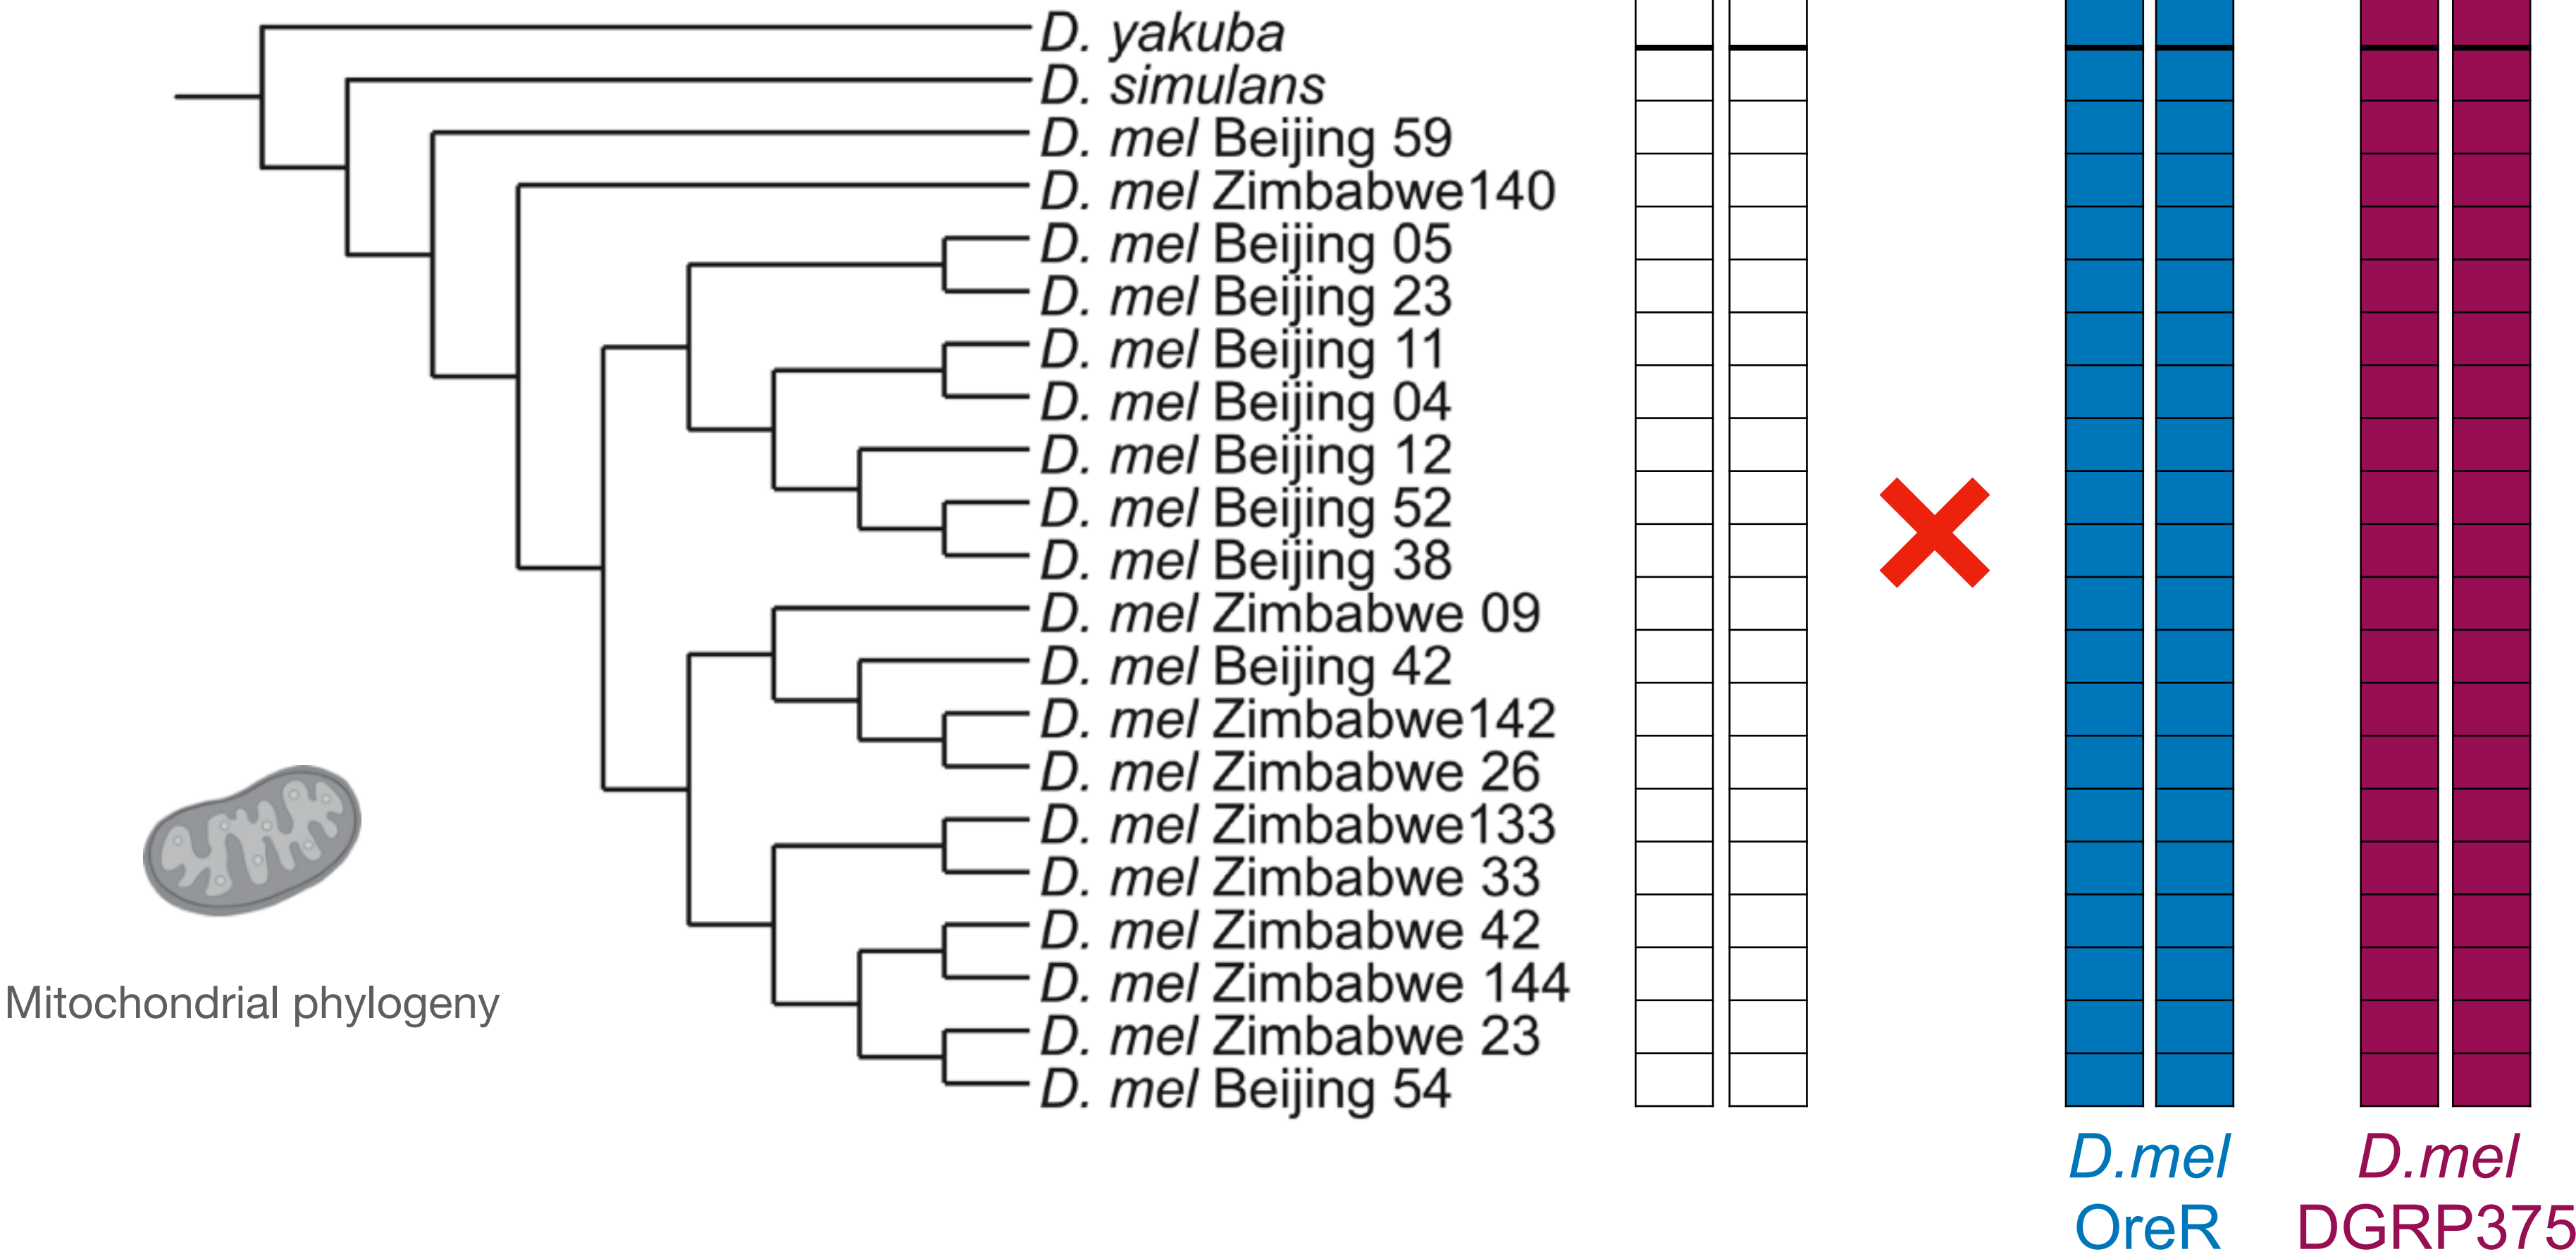 D. yakuba
D. simulans
D. mel Beijing 59
D. mel Zimbabwe140
D. mel Beijing 05
D. mel Beijing 23
D. mel Beijing 11
D. mel Beijing 04
D. mel Beijing 12
D. mel Beijing 52
D. mel Beijing 38
D. mel Zimbabwe 09
D. mel Beijing 42
D. mel Zimbabwe142
D. mel Zimbabwe 26
D. mel Zimbabwe133
D. mel Zimbabwe 33
D. mel Zimbabwe 42
D. mel Zimbabwe 144
D. mel Zimbabwe 23
D. mel Beijing 54
Mitochondrial phylogeny
D.mel
OreR
D.mel
DGRP375